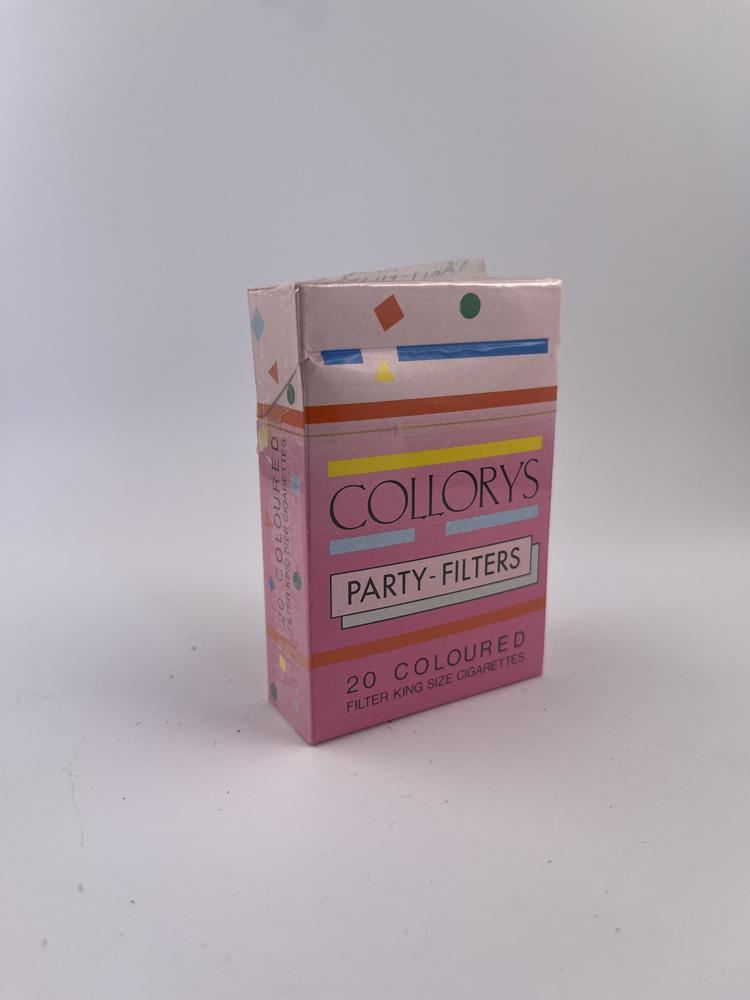 COLLORYS
PARTY-FILTERS
20 COLOURED
FILTER KING SIZE CIGARETTES
20 COLOURED
FILTER KING SIZE CIGARETTES